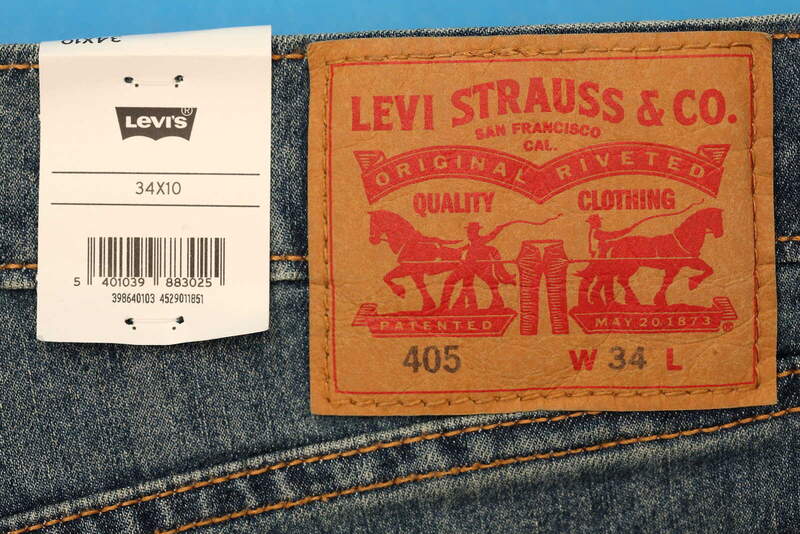 34X10
LEVI'S®
34X10
5 401039 883025
398640103 4529011851
LEVI STRAUSS & CO.
SAN FRANCISCO
CAL.
ORIGINAL RIVETED
QUALITY CLOTHING
PATENTED MAY 20.1873 ®
405 W 34 L